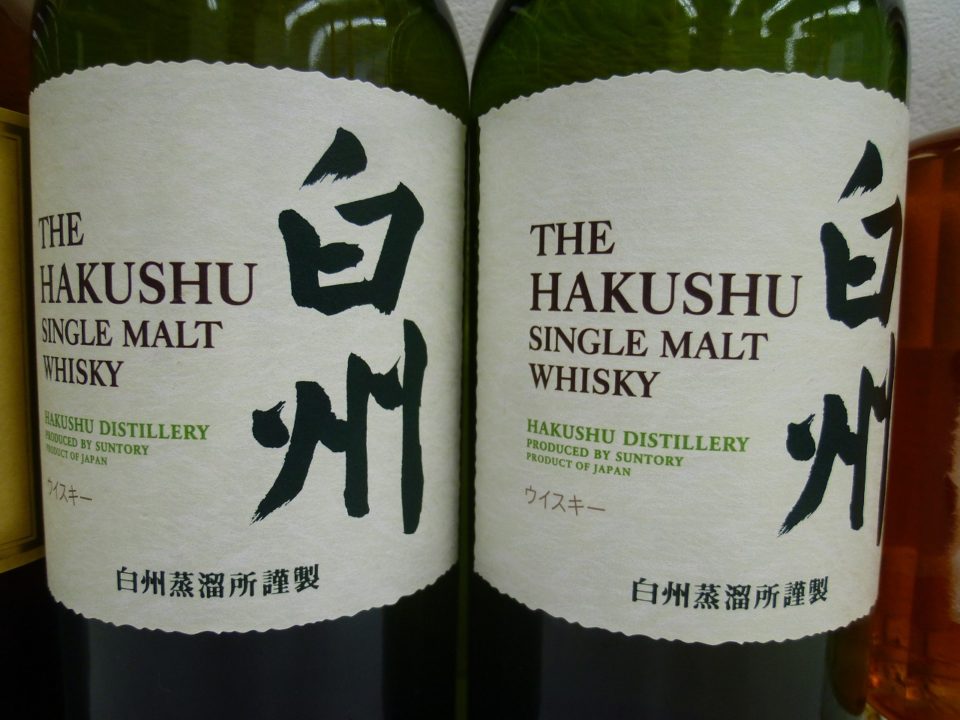 THE
HAKUSHU
SINGLE MALT
WHISKY
HAKUSHU DISTILLERY
PRODUCED BY SUNTORY
PRODUCT OF JAPAN
ウイスキー
白州
白州蒸溜所謹製
THE
HAKUSHU
SINGLE MALT
WHISKY
HAKUSHU DISTILLERY
PRODUCED BY SUNTORY
PRODUCT OF JAPAN
ウイスキー
白州
白州蒸溜所謹製